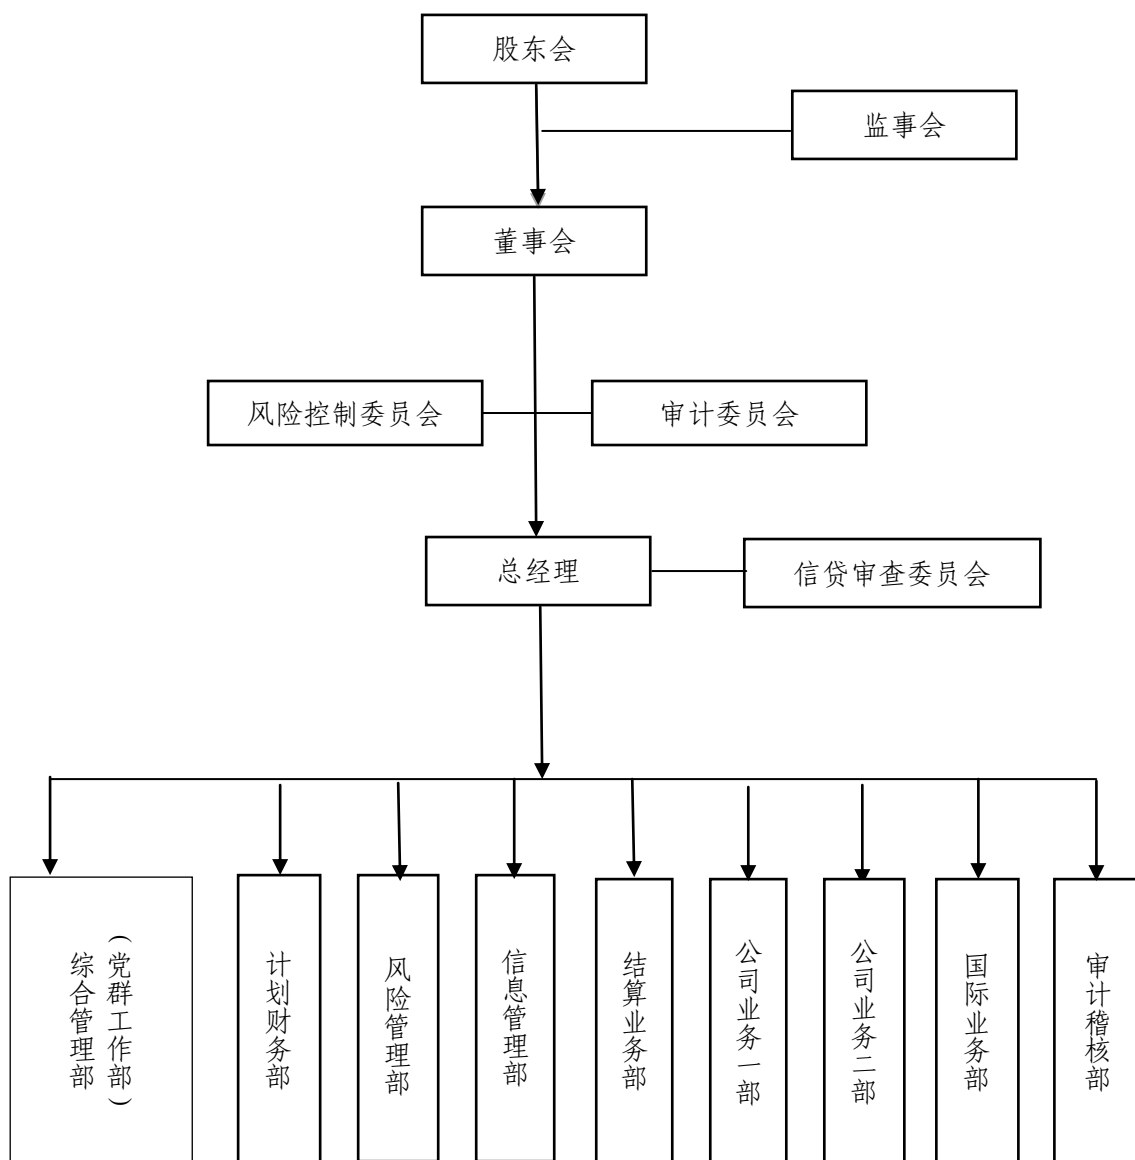 股东会
监事会
董事会
风险控制委员会
审计委员会
总经理
信贷审查委员会
综合管理部
(党群工作部)
计划财务部
风险管理部
信息管理部
结算业务部
公司业务一部
公司业务二部
国际业务部
审计稽核部